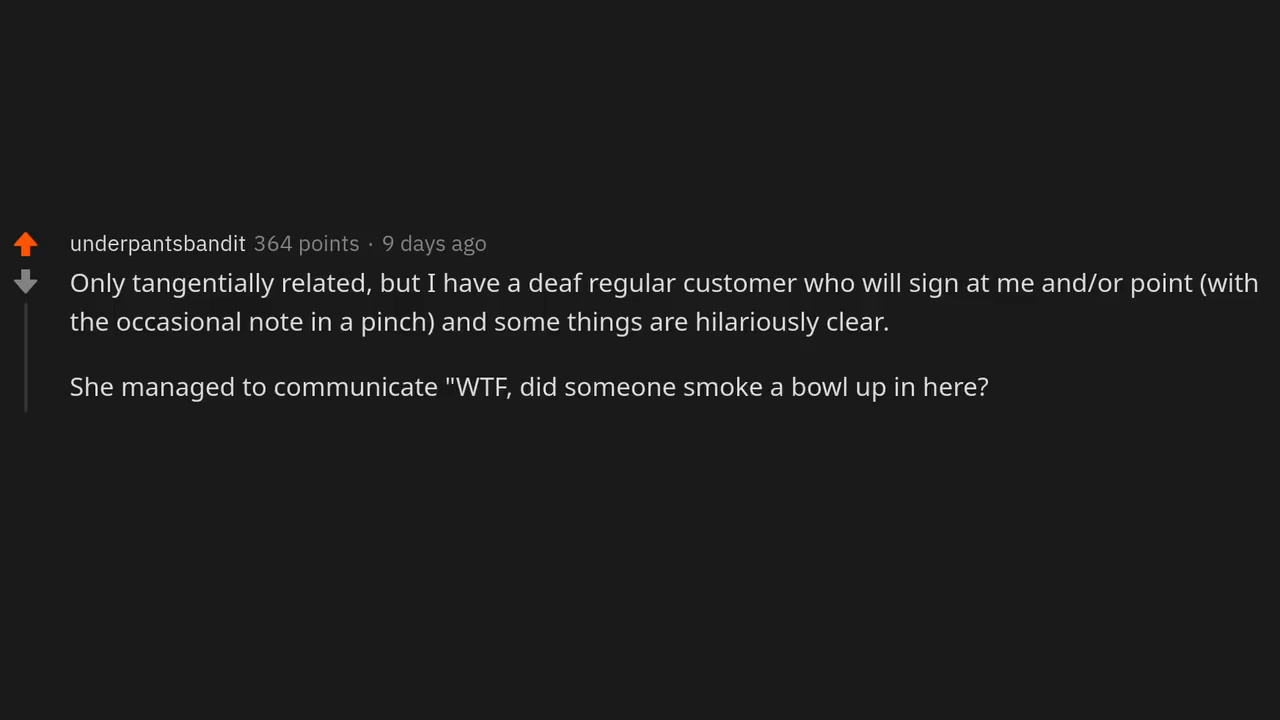 underpantsbandit 364 points · 9 days ago
Only tangentially related, but I have a deaf regular customer who will sign at me and/or point (with
the occasional note in a pinch) and some things are hilariously clear.
She managed to communicate "WTF, did someone smoke a bowl up in here?